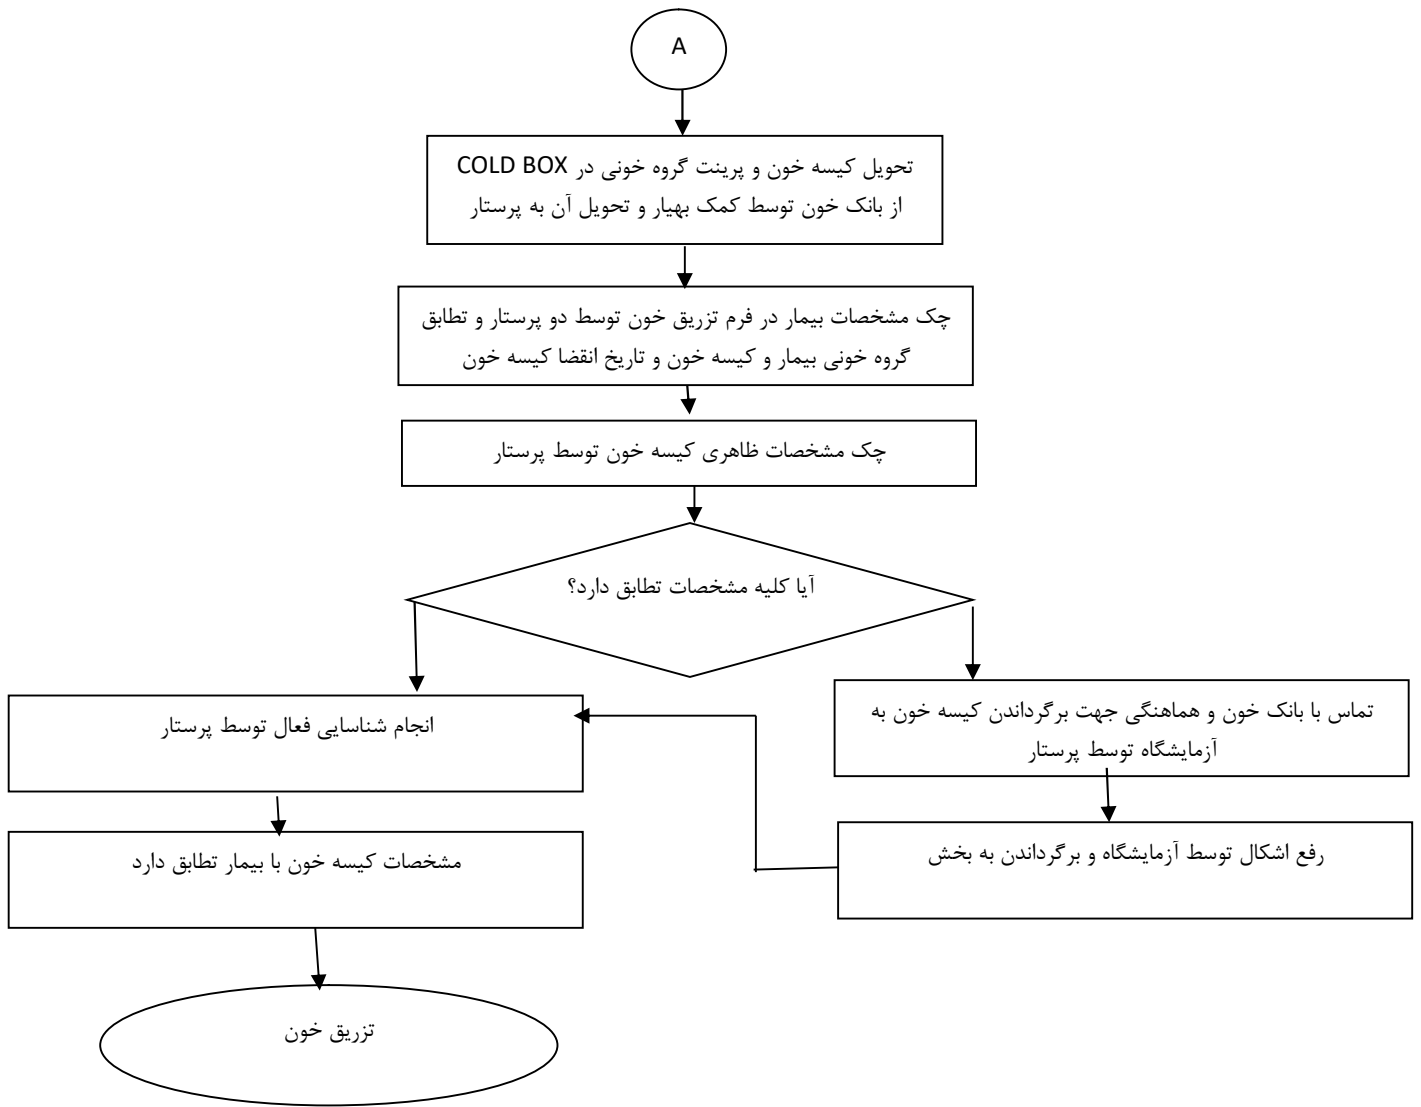 A
تحویل کیسه خون و پرینت گروه خونی در COLD BOX
از بانک خون توسط کمک بهیار و تحویل آن به پرستار
چک مشخصات بیمار در فرم تزریق خون توسط دو پرستار و تطابق
گروه خونی بیمار و کیسه خون و تاریخ انقضا کیسه خون
چک مشخصات ظاهری کیسه خون توسط پرستار
آیا کلیه مشخصات تطابق دارد؟
تماس با بانک خون و هماهنگی جهت برگرداندن کیسه خون به
آزمایشگاه توسط پرستار
رفع اشکال توسط آزمایشگاه و برگرداندن به بخش
انجام شناسایی فعال توسط پرستار
مشخصات کیسه خون با بیمار تطابق دارد
تزریق خون